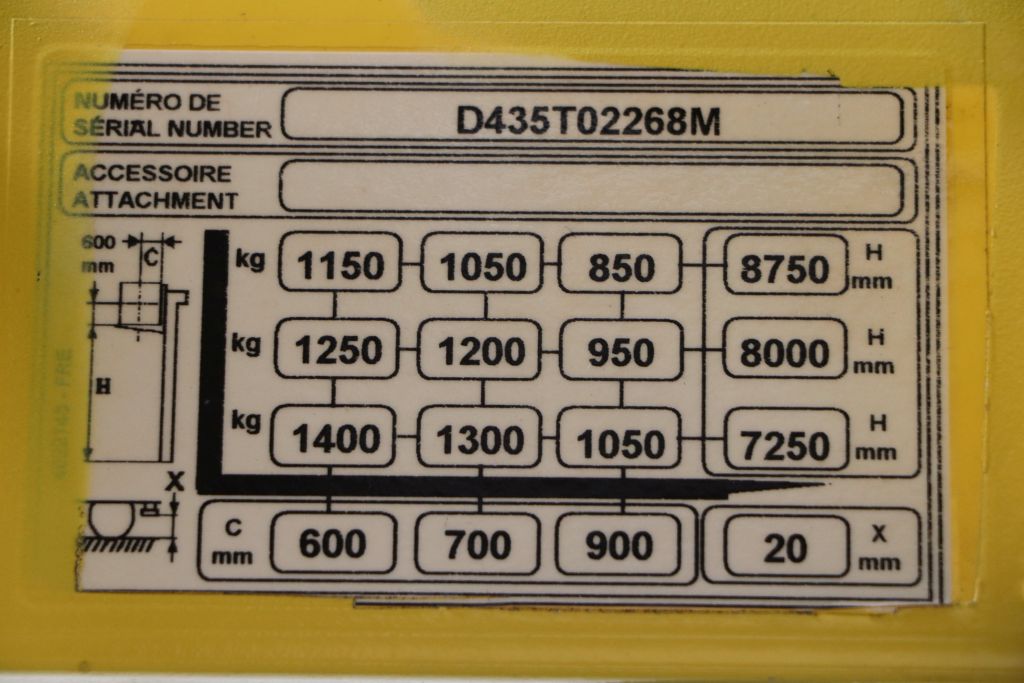 NUMÉRO DE
SÉRIAL NUMBER
D435T02268M
ACCESSOIRE
ATTACHMENT
600
mm
C
H
X
kg 1150 1050 850 8750 H mm
kg 1250 1200 950 8000 H mm
kg 1400 1300 1050 7250 H mm
C mm 600 700 900 20 X mm